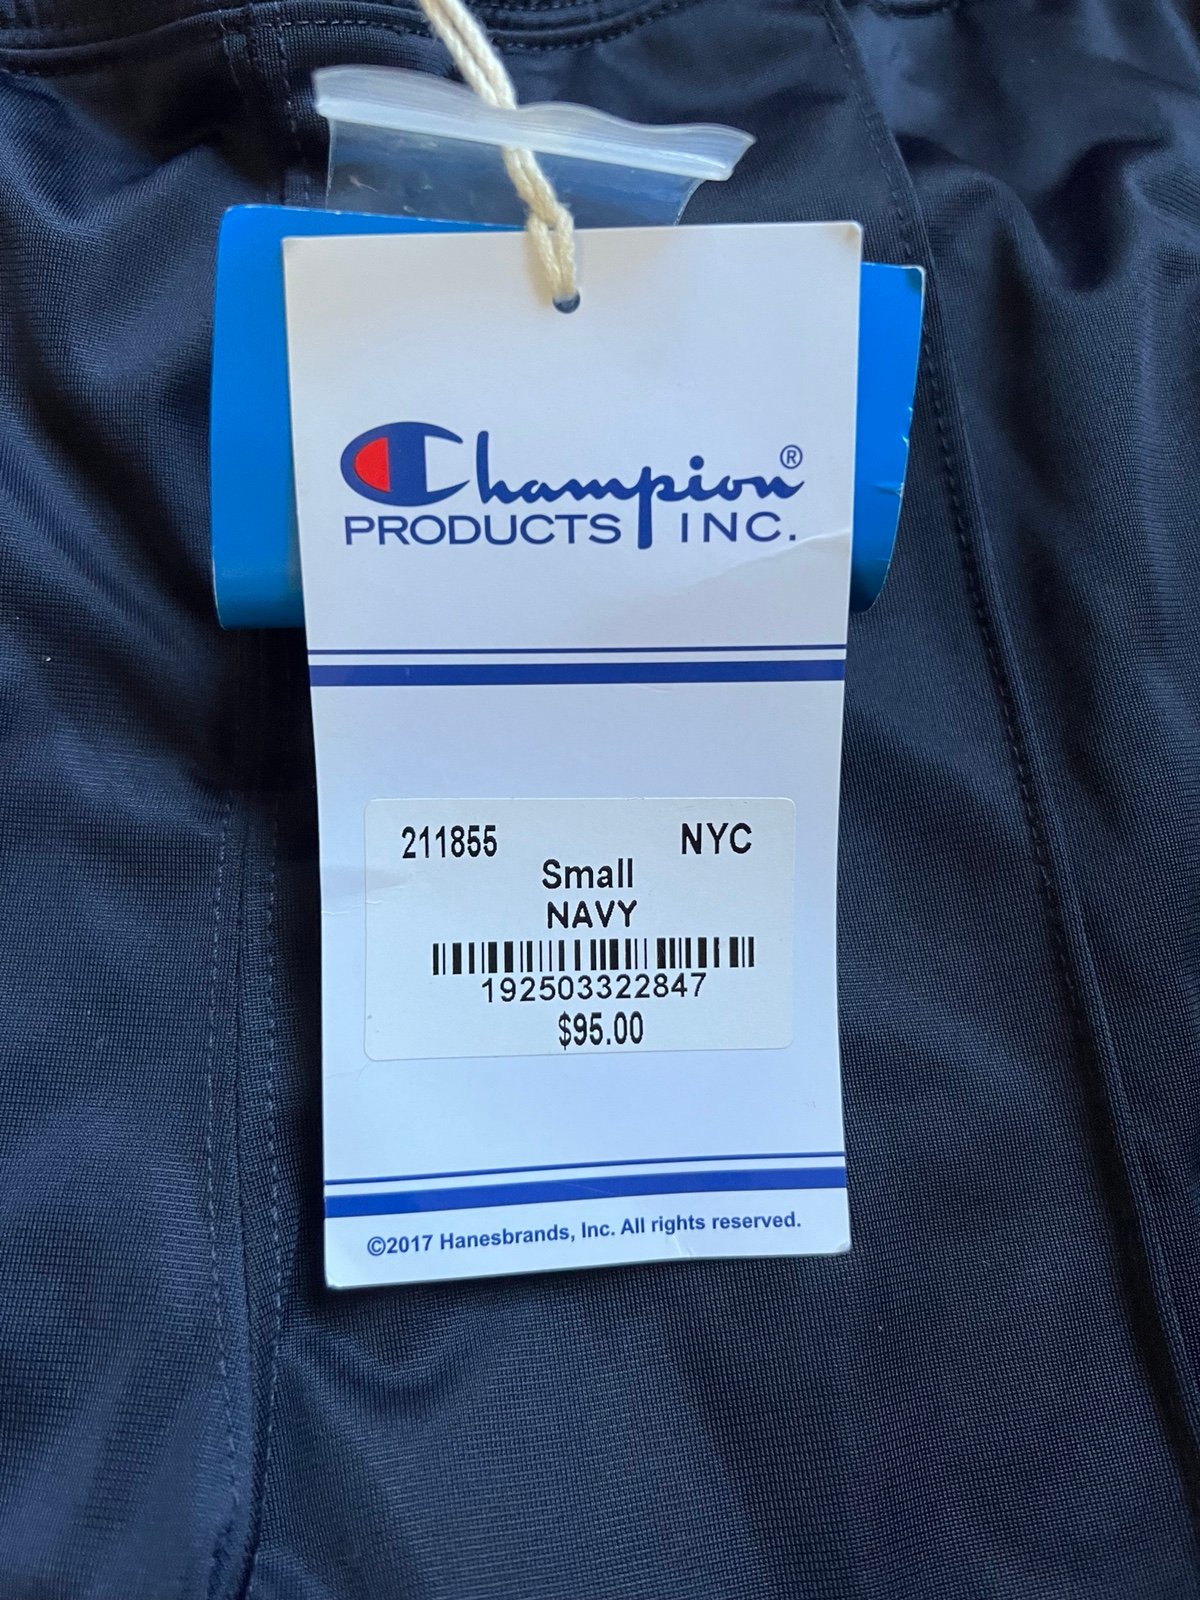 Champion®
PRODUCTS INC.
211855 NYC
Small
NAVY
192503322847
$95.00
©2017 Hanesbrands, Inc. All rights reserved.